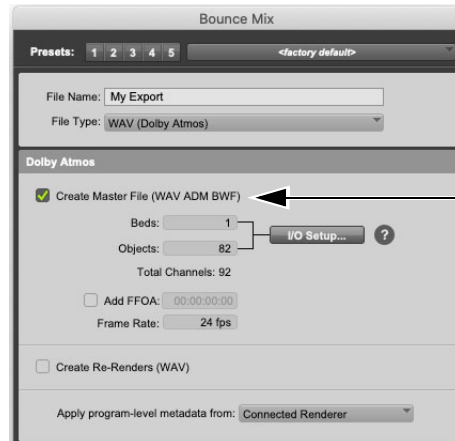 Bounce Mix
Presets: 1 2 3 4 5 <factory default>
File Name: My Export
File Type: WAV (Dolby Atmos)
Dolby Atmos
Create Master File (WAV ADM BWF)
Beds: 1
I/O Setup... ?
Objects: 82
Total Channels: 92
Add FFOA: 00:00:00:00
Frame Rate: 24 fps
Create Re-Renders (WAV)
Apply program-level metadata from: Connected Renderer